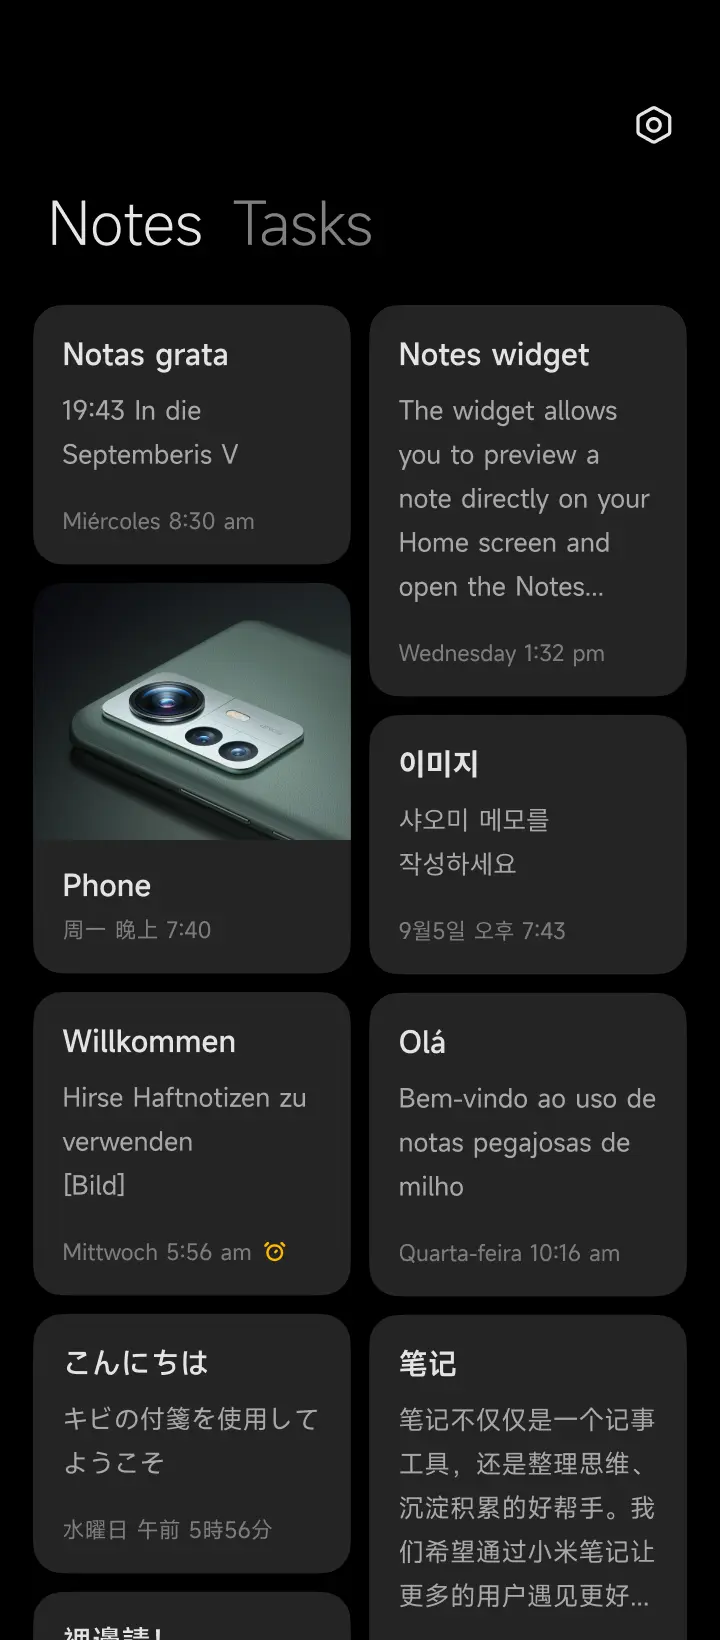 Notes Tasks
Notas grata
19:43 In die
Septemberis V
Miércoles 8:30 am
Notes widget
The widget allows
you to preview a
note directly on your
Home screen and
open the Notes...
Wednesday 1:32 pm
Phone
周一 晚上 7:40
이미지
샤오미 메모를
작성하세요
9월5일 오후 7:43
Willkommen
Hirse Haftnotizen zu
verwenden
[Bild]
Mittwoch 5:56 am
Olá
Bem-vindo ao uso de
notas pegajosas de
milho
Quarta-feira 10:16 am
こんにちは
キビの付箋を使用して
ようこそ
水曜日 午前 5時56分
笔记
笔记不仅仅是一个记事
工具，还是整理思维、
沉淀积累的好帮手。我
们希望通过小米笔记让
更多的用户遇见更好...
裡邊請！